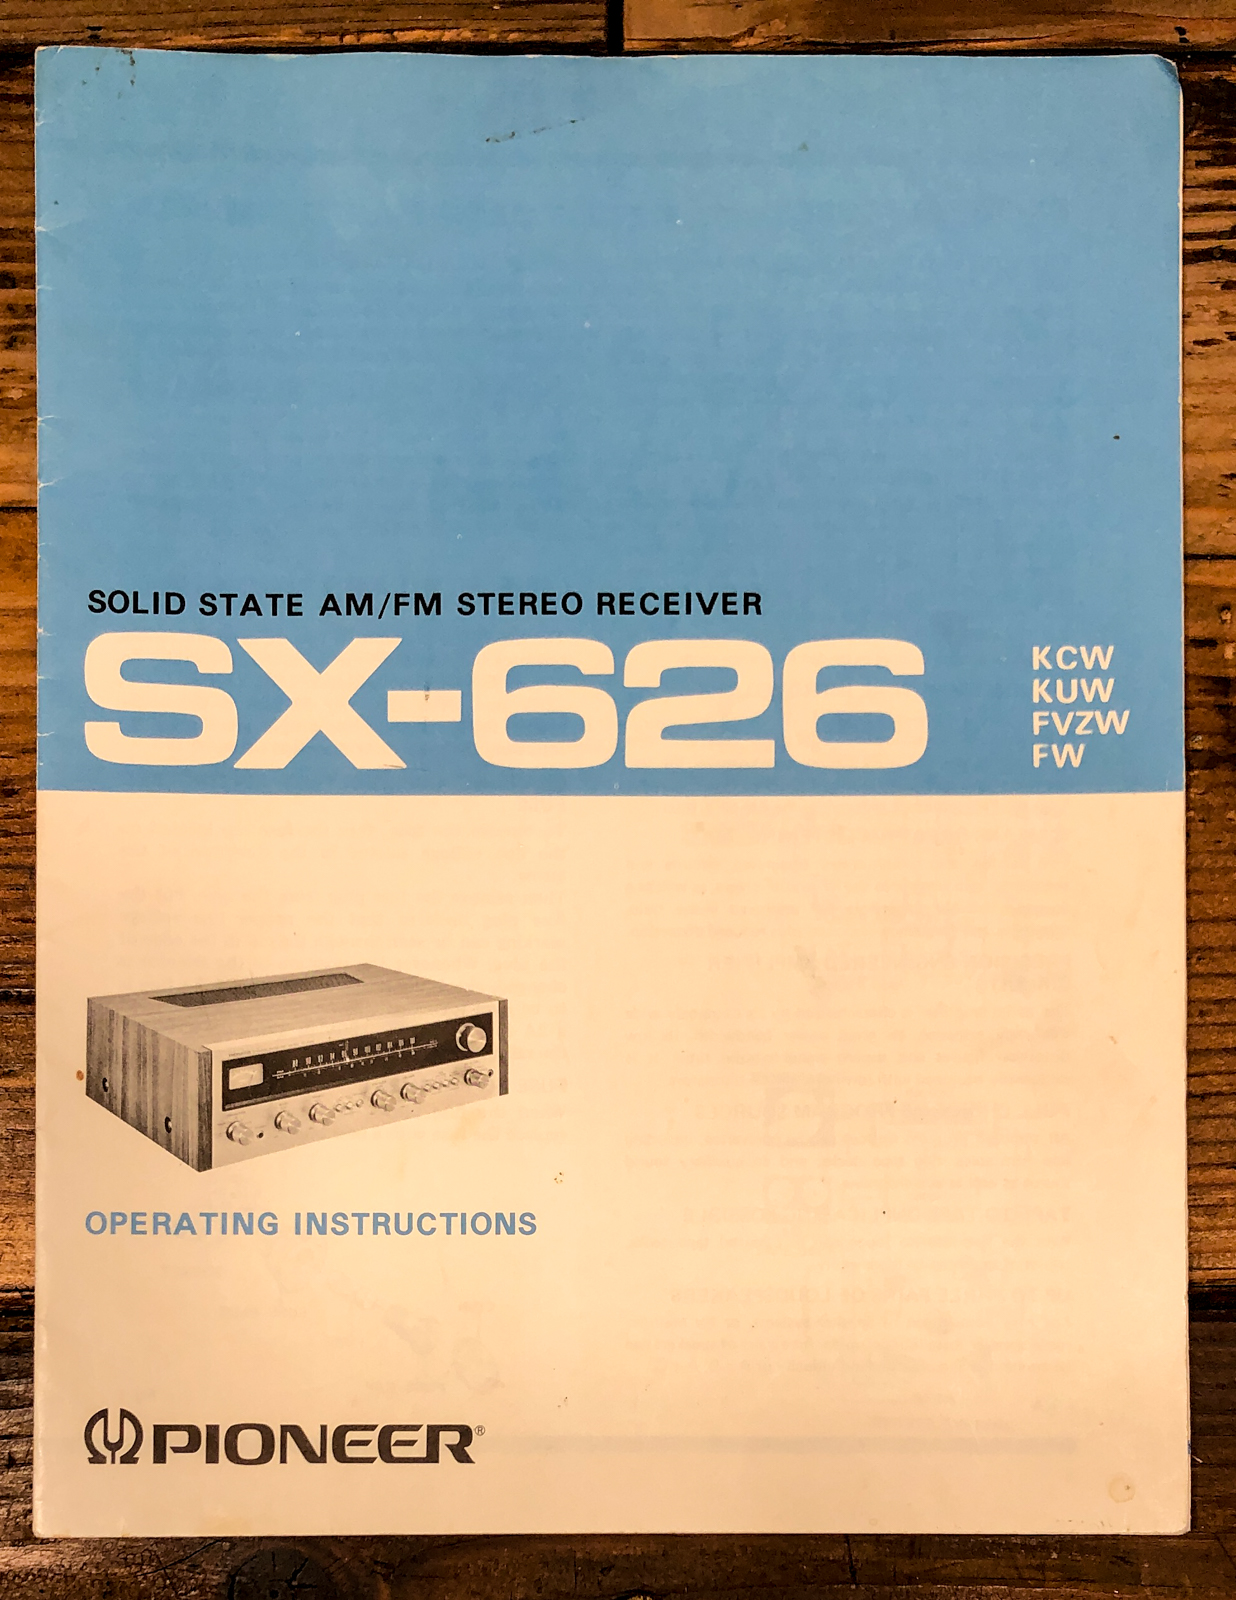 SOLID STATE AM/FM STEREO RECEIVER
SX-626
KCW
KUW
FVZW
FW
OPERATING INSTRUCTIONS
PIONEER®